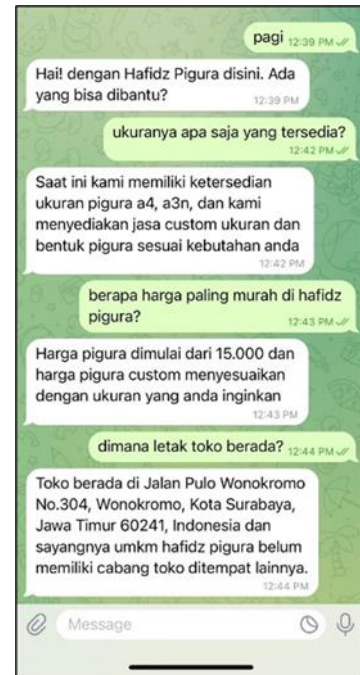 pagi 12:39 PM
Hai! dengan Hafidz Pigura disini. Ada
yang bisa dibantu?
12:39 PM
ukuranya apa saja yang tersedia?
12:42 PM
Saat ini kami memiliki ketersedian
ukuran pigura a4, a3n, dan kami
menyediakan jasa custom ukuran dan
bentuk pigura sesuai kebutahan anda
12:42 PM
berapa harga paling murah di hafidz
pigura?
12:43 PM
Harga pigura dimulai dari 15.000 dan
harga pigura custom menyesuaikan
dengan ukuran yang anda inginkan
12:43 PM
dimana letak toko berada? 12:44 PM
Toko berada di Jalan Pulo Wonokromo
No.304, Wonokromo, Kota Surabaya,
Jawa Timur 60241, Indonesia dan
sayangnya umkm hafidz pigura belum
memiliki cabang toko ditempat lainnya.
12:44 PM
Message